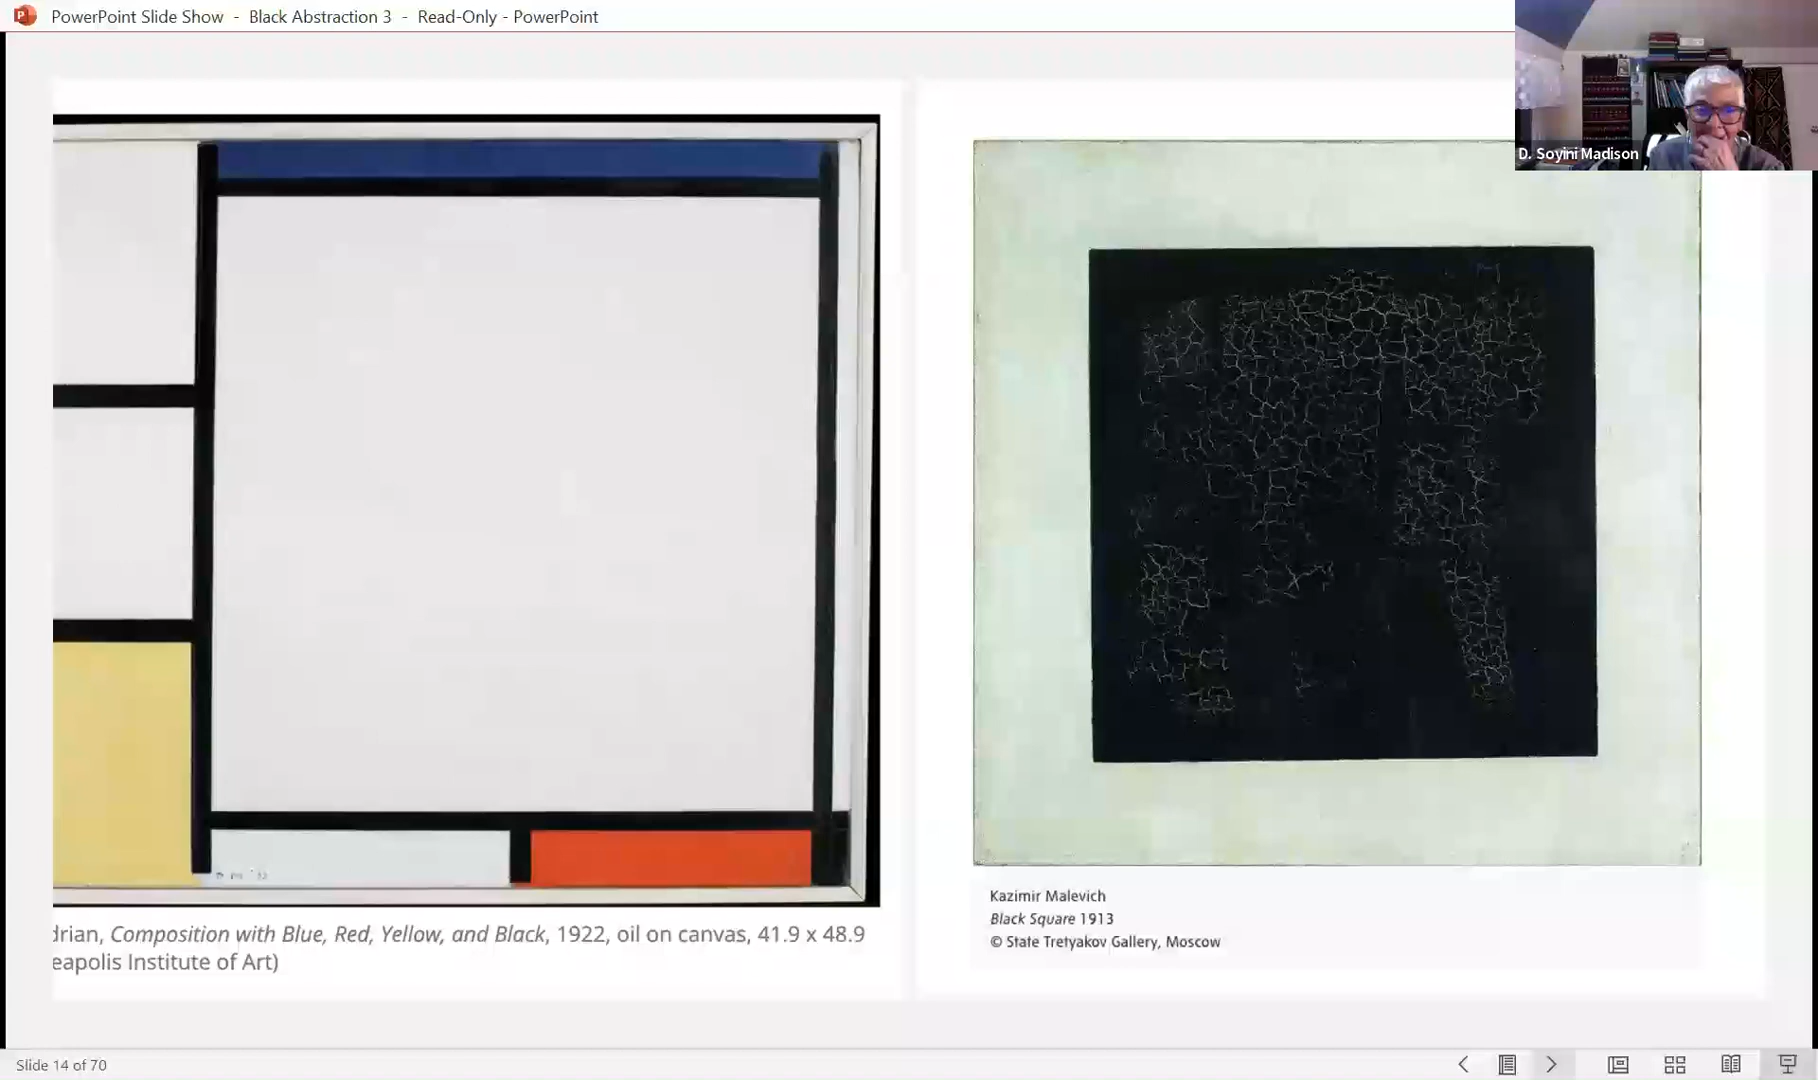 PowerPoint Slide Show - Black Abstraction 3 - Read-Only - PowerPoint
D. Soyini Madison
drian, Composition with Blue, Red, Yellow, and Black, 1922, oil on canvas, 41.9 x 48.9
eapolis Institute of Art)
Kazimir Malevich
Black Square 1913
© State Tretyakov Gallery, Moscow
Slide 14 of 70